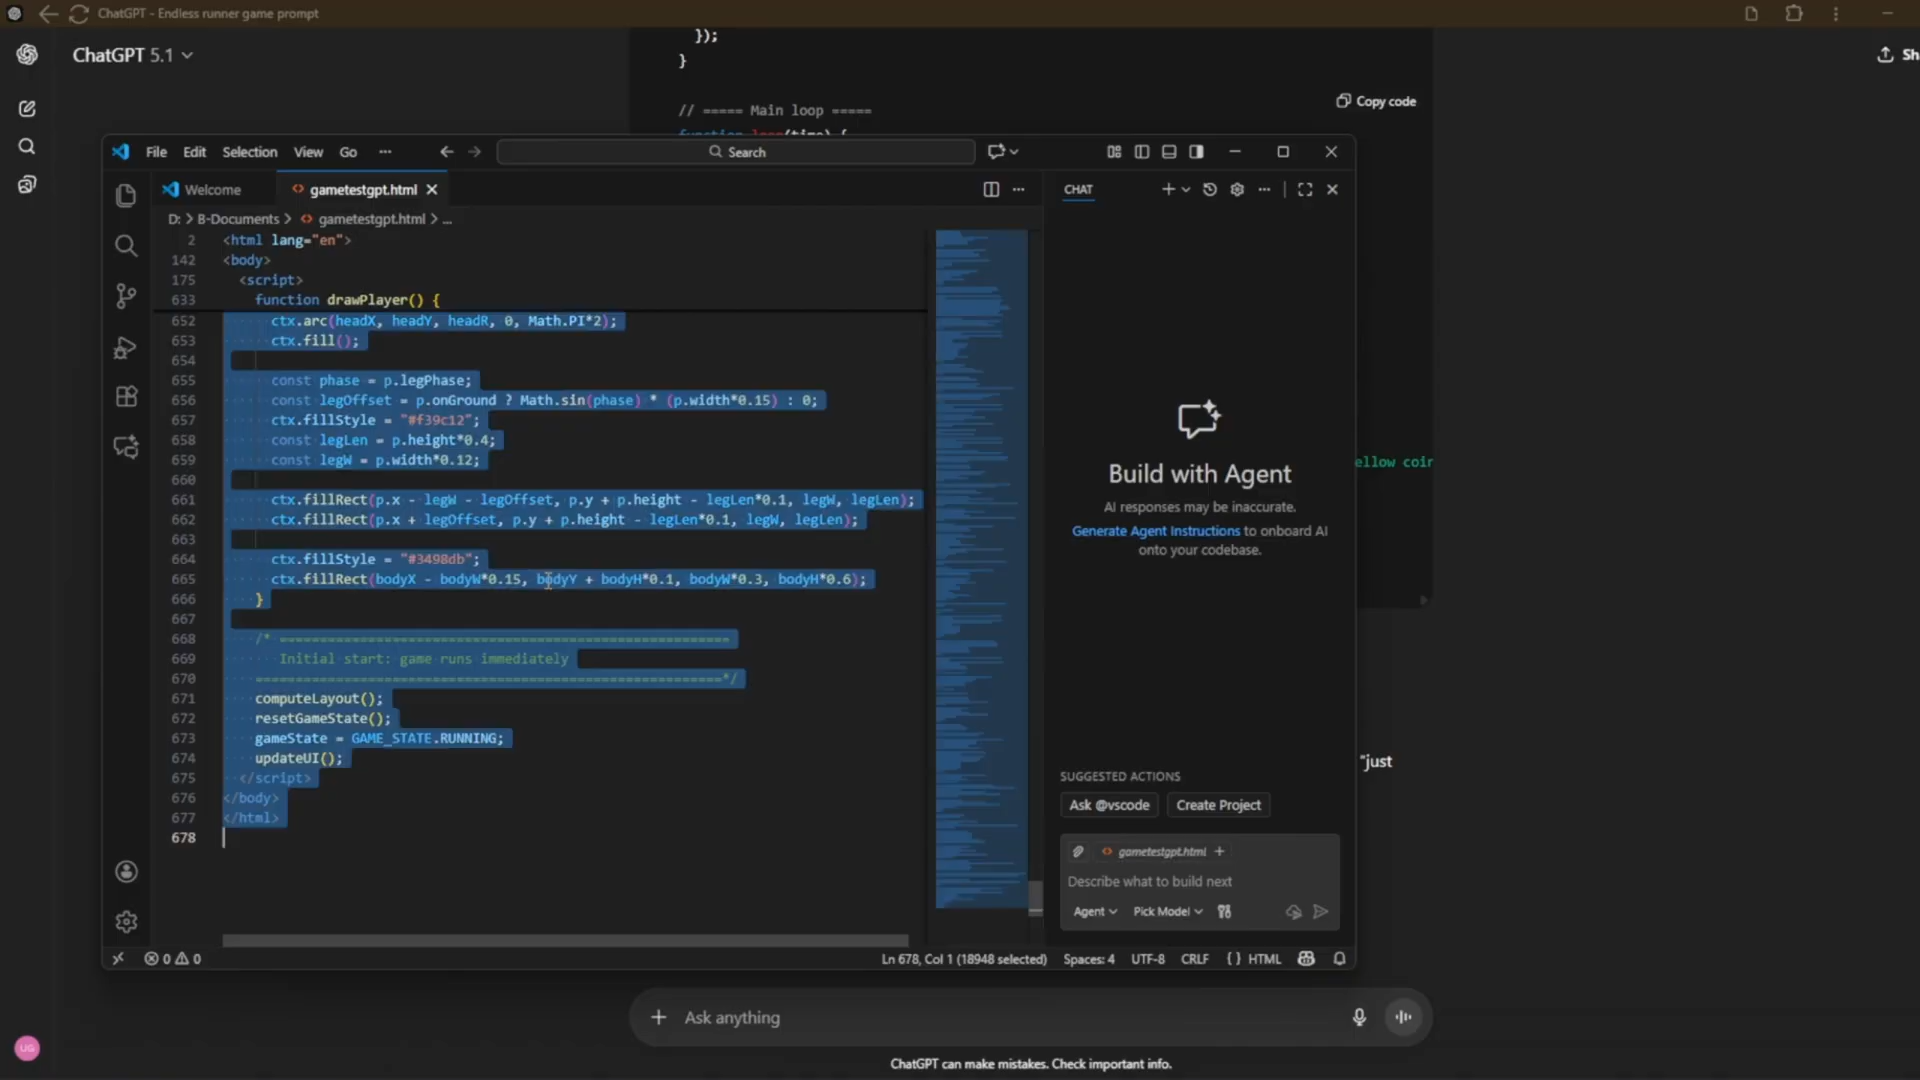 ChatGPT - Endless runner game prompt
ChatGPT 5.1
Sh
});
}
// ===== Main loop =====
Copy code
File Edit Selection View Go ··· Search
Welcome gametestgpt.html
CHAT
D: > B-Documents > gametestgpt.html > ...
2 <html lang="en">
142 <body>
175 <script>
633 function drawPlayer() {
652 ctx.arc(headX, headY, headR, 0, Math.PI*2);
653 ctx.fill();
654
655 const phase = p.legPhase;
656 const legOffset = p.onGround ? Math.sin(phase) * (p.width*0.15) : 0;
657 ctx.fillStyle = "#f39c12";
658 const legLen = p.height*0.4;
659 const legW = p.width*0.12;
660
661 ctx.fillRect(p.x - legW - legOffset, p.y + p.height - legLen*0.1, legW, legLen);
662 ctx.fillRect(p.x + legOffset, p.y + p.height - legLen*0.1, legW, legLen);
663
664 ctx.fillStyle = "#3498db";
665 ctx.fillRect(bodyX - bodyW*0.15, bodyY + bodyH*0.1, bodyW*0.3, bodyH*0.6);
666 }
667
668 /* ========================================================
669 Initial start: game runs immediately
670 ==========================================================*/
671 computeLayout();
672 resetGameState();
673 gameState = GAME_STATE.RUNNING;
674 updateUI();
675 </script>
676 </body>
677 </html>
678
Build with Agent
AI responses may be inaccurate.
Generate Agent Instructions to onboard AI
onto your codebase.
SUGGESTED ACTIONS
Ask @vscode Create Project
gametestgpt.html +
Describe what to build next
Agent Pick Model
0 0
Ln 678, Col 1 (18948 selected) Spaces: 4 UTF-8 CRLF { } HTML
ellow coin
"just
Ask anything
ChatGPT can make mistakes. Check important info.
UG